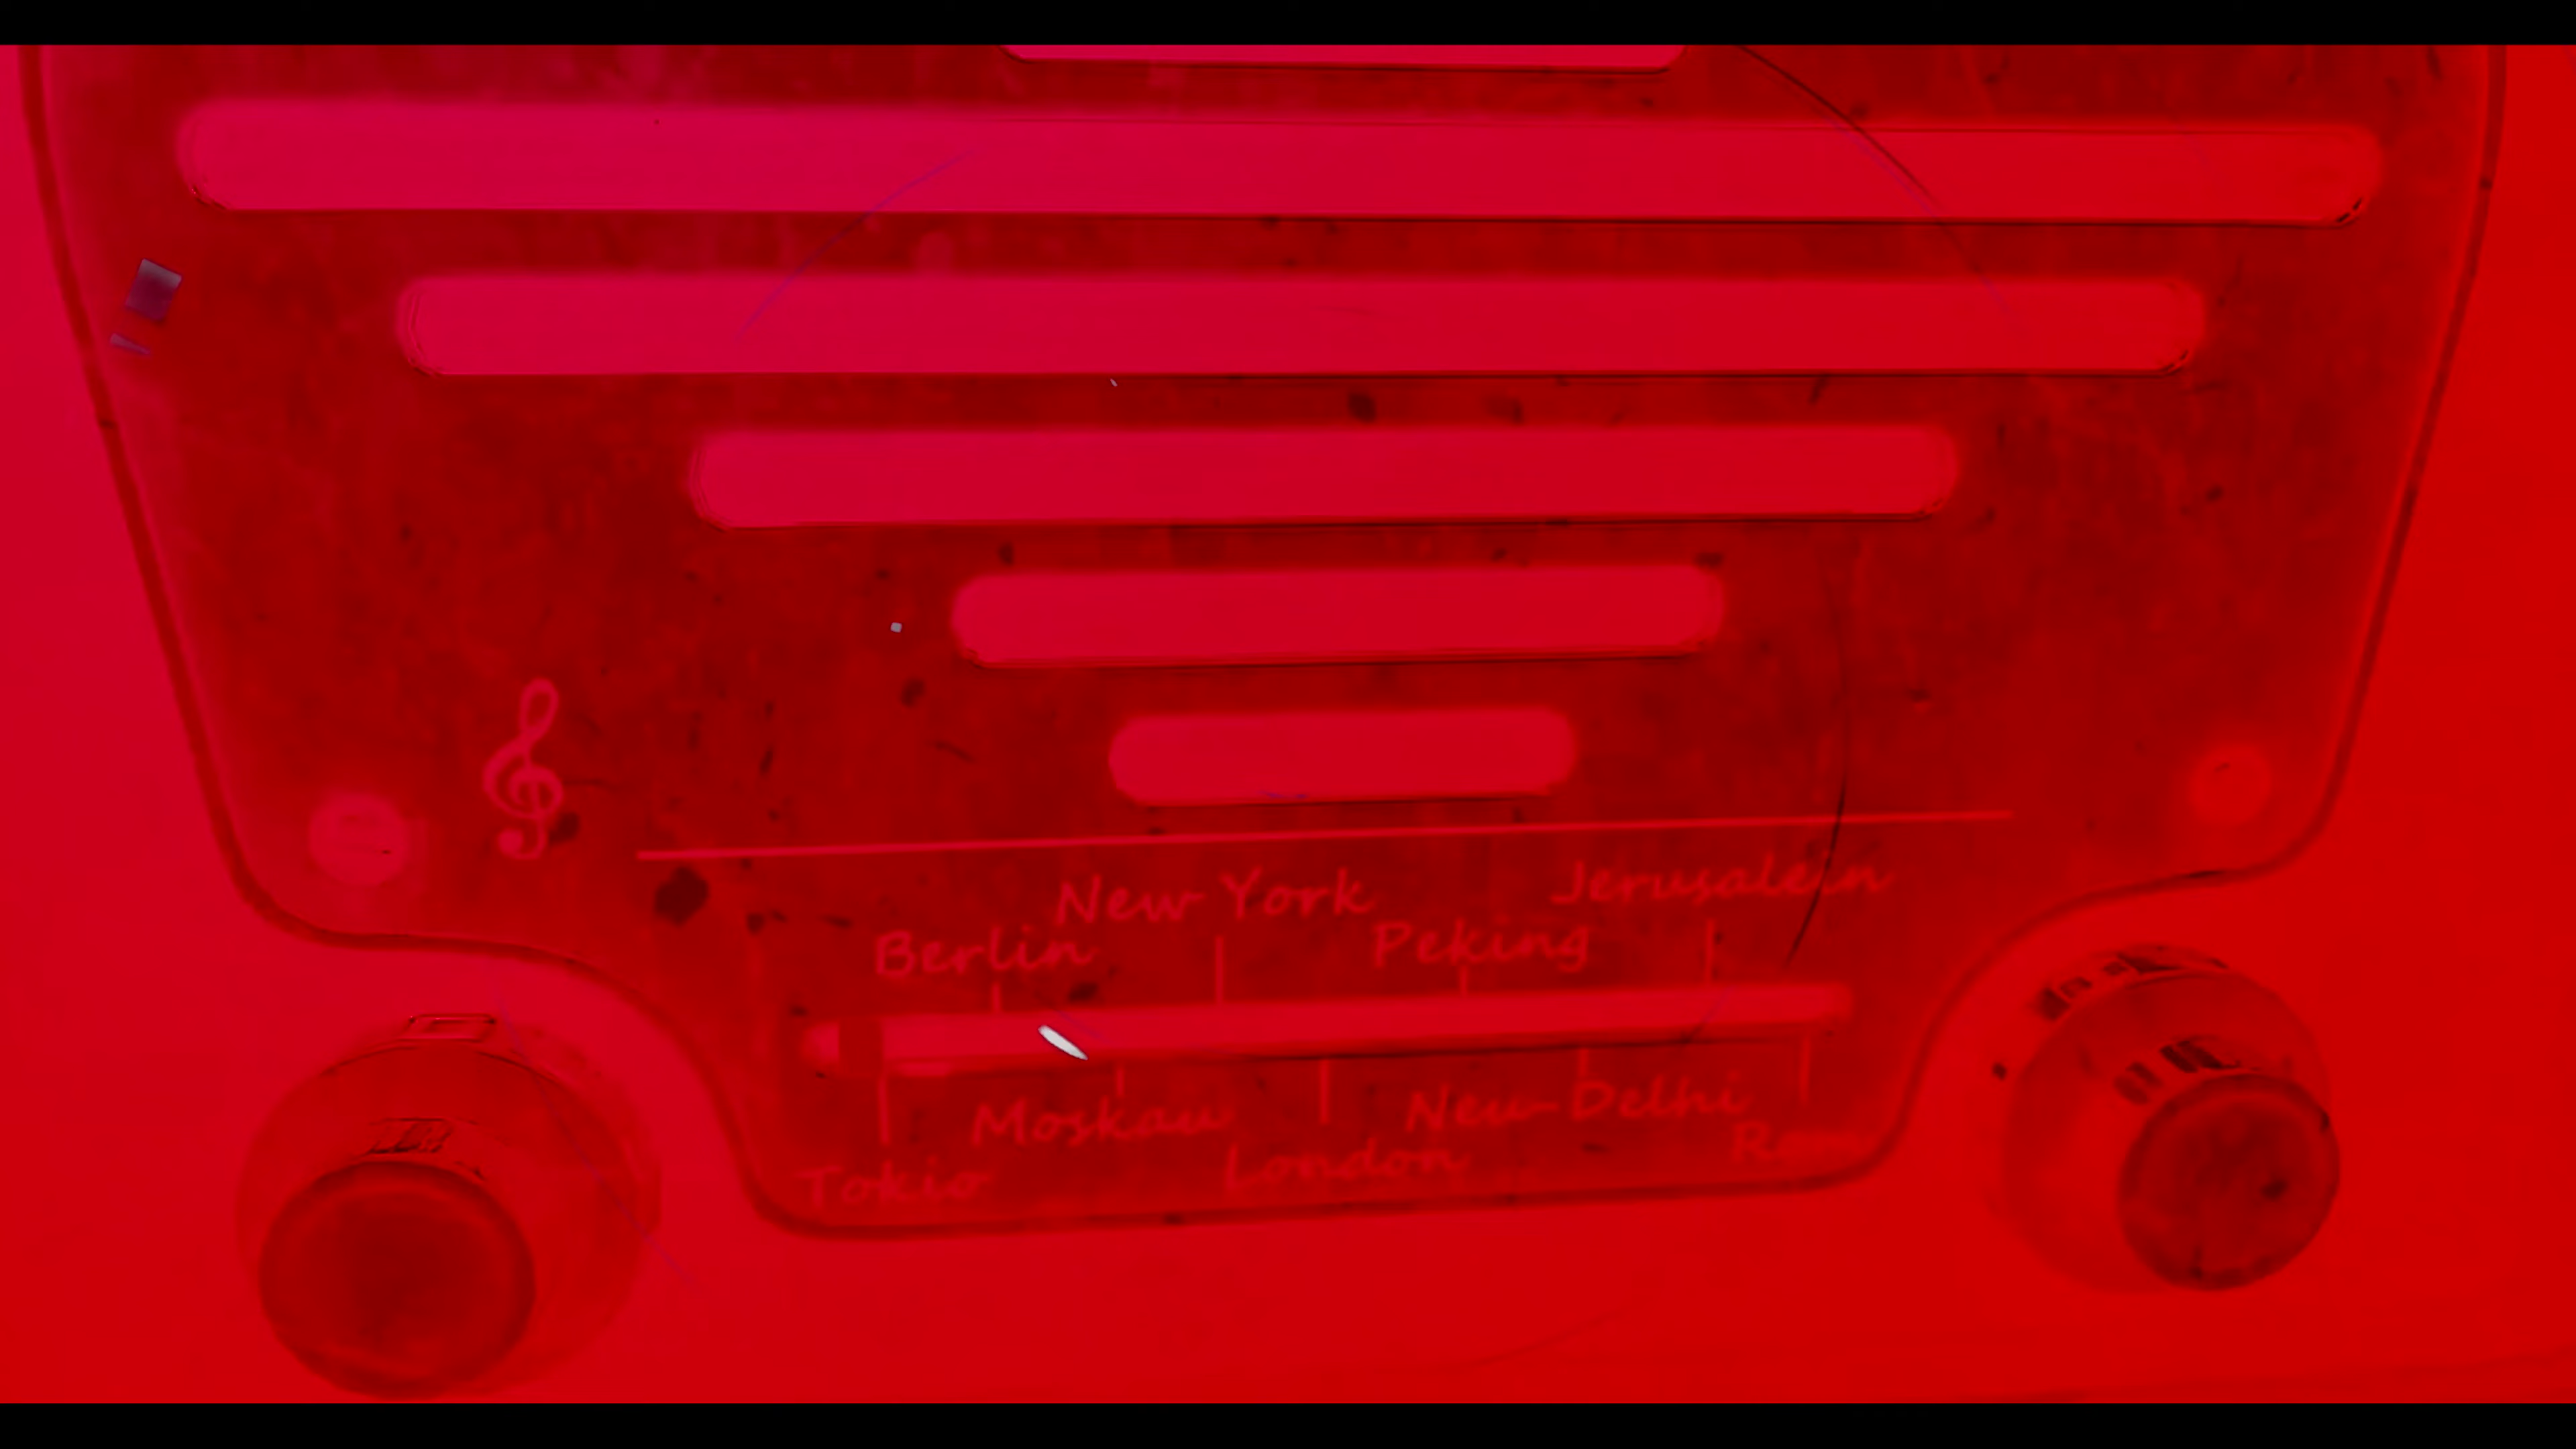 New York
Jerusalem
Berlin
Peking
Moskau
New-Delhi
Tokio
London